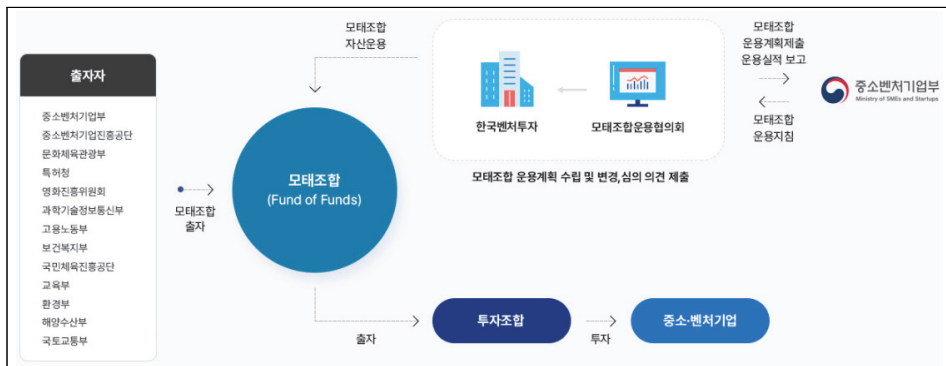 출자자
중소벤처기업부
중소벤처기업진흥공단
문화체육관광부
특허청
영화진흥위원회
과학기술정보통신부
고용노동부
보건복지부
국민체육진흥공단
교육부
환경부
해양수산부
국토교통부
모태조합
출자
모태조합
(Fund of Funds)
모태조합
자산운용
한국벤처투자
모태조합운용협의회
모태조합 운용계획 수립 및 변경,심의 의견 제출
모태조합
운용계획제출
운용실적 보고
중소벤처기업부
Ministry of SMEs and Startups
모태조합
운용지침
출자
투자조합
투자
중소·벤처기업